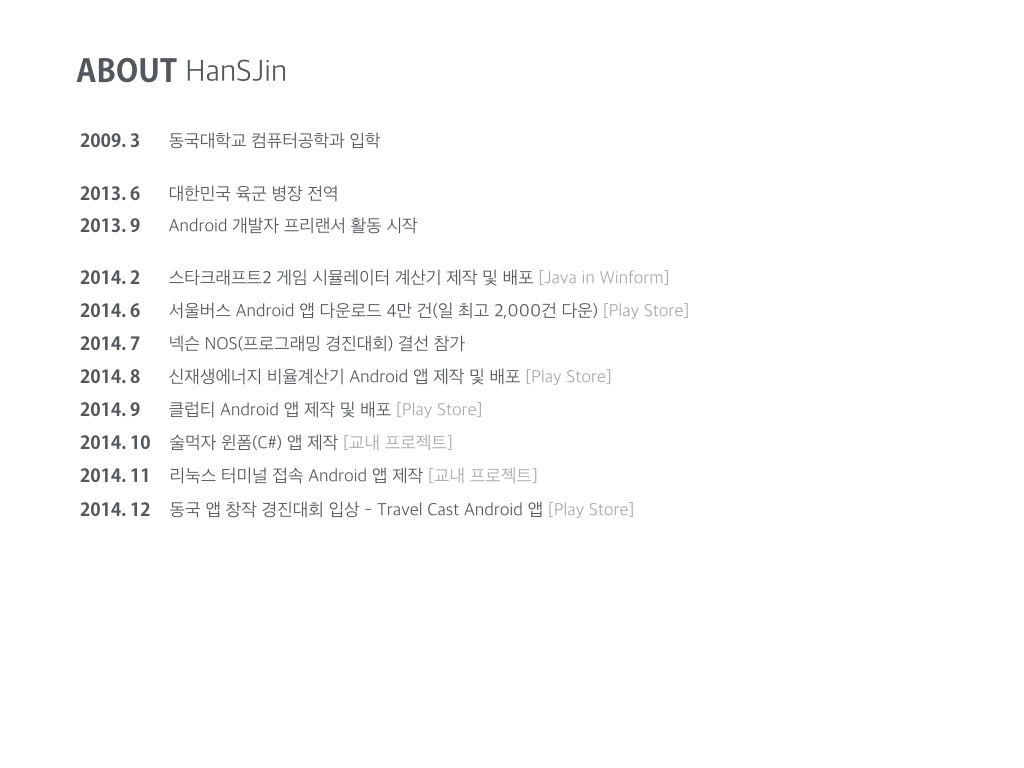 ABOUT HanSJin
2009. 3 동국대학교 컴퓨터공학과 입학
2013. 6 대한민국 육군 병장 전역
2013. 9 Android 개발자 프리랜서 활동 시작
2014. 2 스타크래프트2 게임 시뮬레이터 계산기 제작 및 배포 [Java in Winform]
2014. 6 서울버스 Android 앱 다운로드 4만 건(일 최고 2,000건 다운) [Play Store]
2014. 7 넥슨 NOS(프로그래밍 경진대회) 결선 참가
2014. 8 신재생에너지 비율계산기 Android 앱 제작 및 배포 [Play Store]
2014. 9 클럽티 Android 앱 제작 및 배포 [Play Store]
2014. 10 술먹자 윈폼(C#) 앱 제작 [교내 프로젝트]
2014. 11 리눅스 터미널 접속 Android 앱 제작 [교내 프로젝트]
2014. 12 동국 앱 창작 경진대회 입상 - Travel Cast Android 앱 [Play Store]